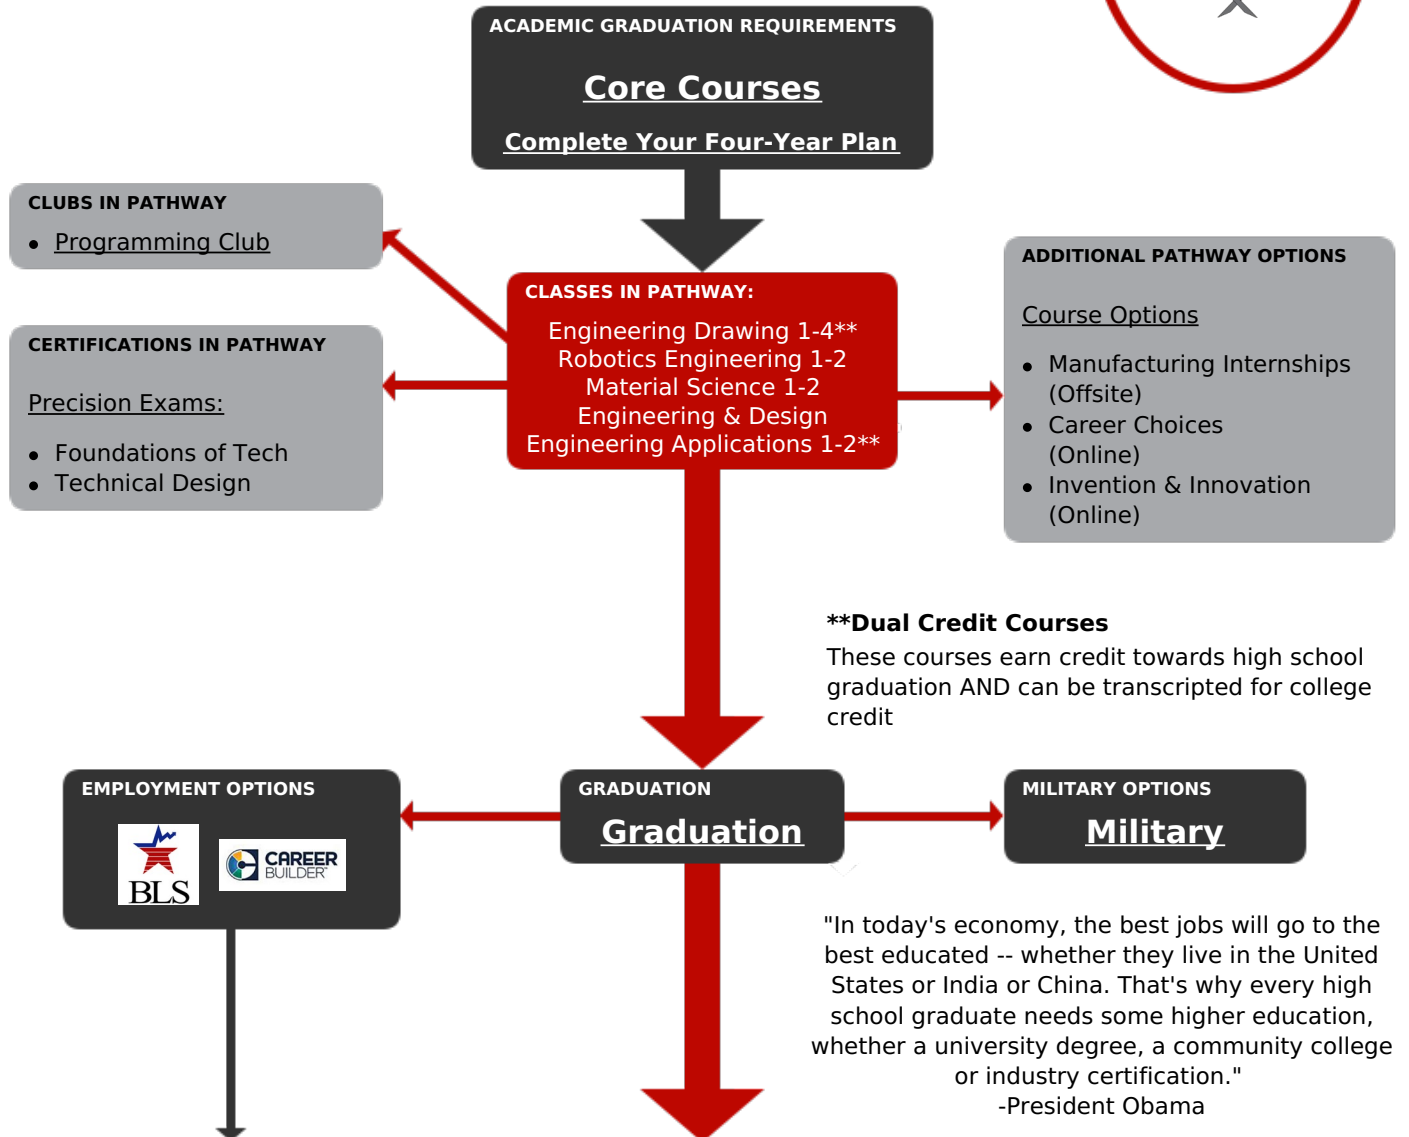 ACADEMIC GRADUATION REQUIREMENTS
Core Courses
Complete Your Four-Year Plan
CLUBS IN PATHWAY
• Programming Club
CERTIFICATIONS IN PATHWAY
Precision Exams:
• Foundations of Tech
• Technical Design
CLASSES IN PATHWAY:
Engineering Drawing 1-4**
Robotics Engineering 1-2
Material Science 1-2
Engineering & Design
Engineering Applications 1-2**
ADDITIONAL PATHWAY OPTIONS
Course Options
• Manufacturing Internships
(Offsite)
• Career Choices
(Online)
• Invention & Innovation
(Online)
**Dual Credit Courses
These courses earn credit towards high school
graduation AND can be transcripted for college
credit
EMPLOYMENT OPTIONS
BLS
CAREER
BUILDER
GRADUATION
Graduation
MILITARY OPTIONS
Military
"In today's economy, the best jobs will go to the
best educated -- whether they live in the United
States or India or China. That's why every high
school graduate needs some higher education,
whether a university degree, a community college
or industry certification."
-President Obama